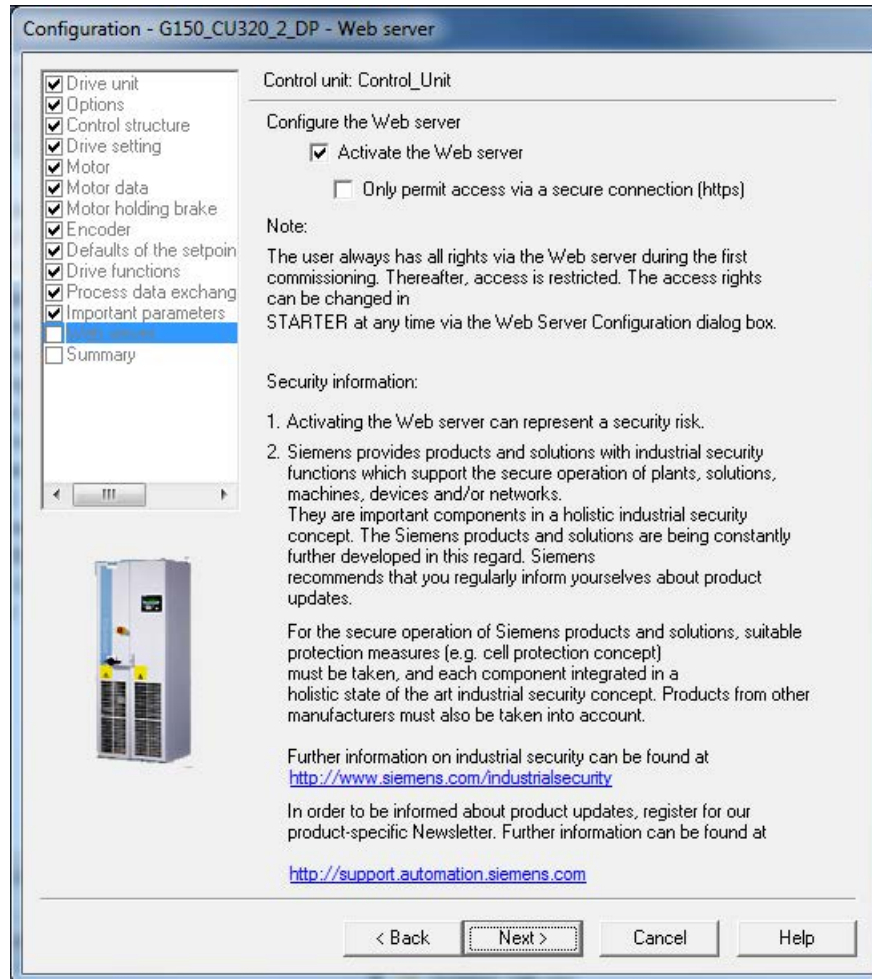 Configuration - G150_CU320_2_DP - Web server
Drive unit
Options
Control structure
Drive setting
Motor
Motor data
Motor holding brake
Encoder
Defaults of the setpoin
Drive functions
Process data exchang
Important parameters
Summary
Control unit: Control_Unit
Configure the Web server
Activate the Web server
Only permit access via a secure connection (https)
Note:
The user always has all rights via the Web server during the first
commissioning. Thereafter, access is restricted. The access rights
can be changed in
STARTER at any time via the Web Server Configuration dialog box.
Security information:
1. Activating the Web server can represent a security risk.
2. Siemens provides products and solutions with industrial security
functions which support the secure operation of plants, solutions,
machines, devices and/or networks.
They are important components in a holistic industrial security
concept. The Siemens products and solutions are being constantly
further developed in this regard. Siemens
recommends that you regularly inform yourselves about product
updates.
For the secure operation of Siemens products and solutions, suitable
protection measures (e.g. cell protection concept)
must be taken, and each component integrated in a
holistic state of the art industrial security concept. Products from other
manufacturers must also be taken into account.
Further information on industrial security can be found at
http://www.siemens.com/industrialsecurity
In order to be informed about product updates, register for our
product-specific Newsletter. Further information can be found at
http://support.automation.siemens.com
< Back
Next >
Cancel
Help